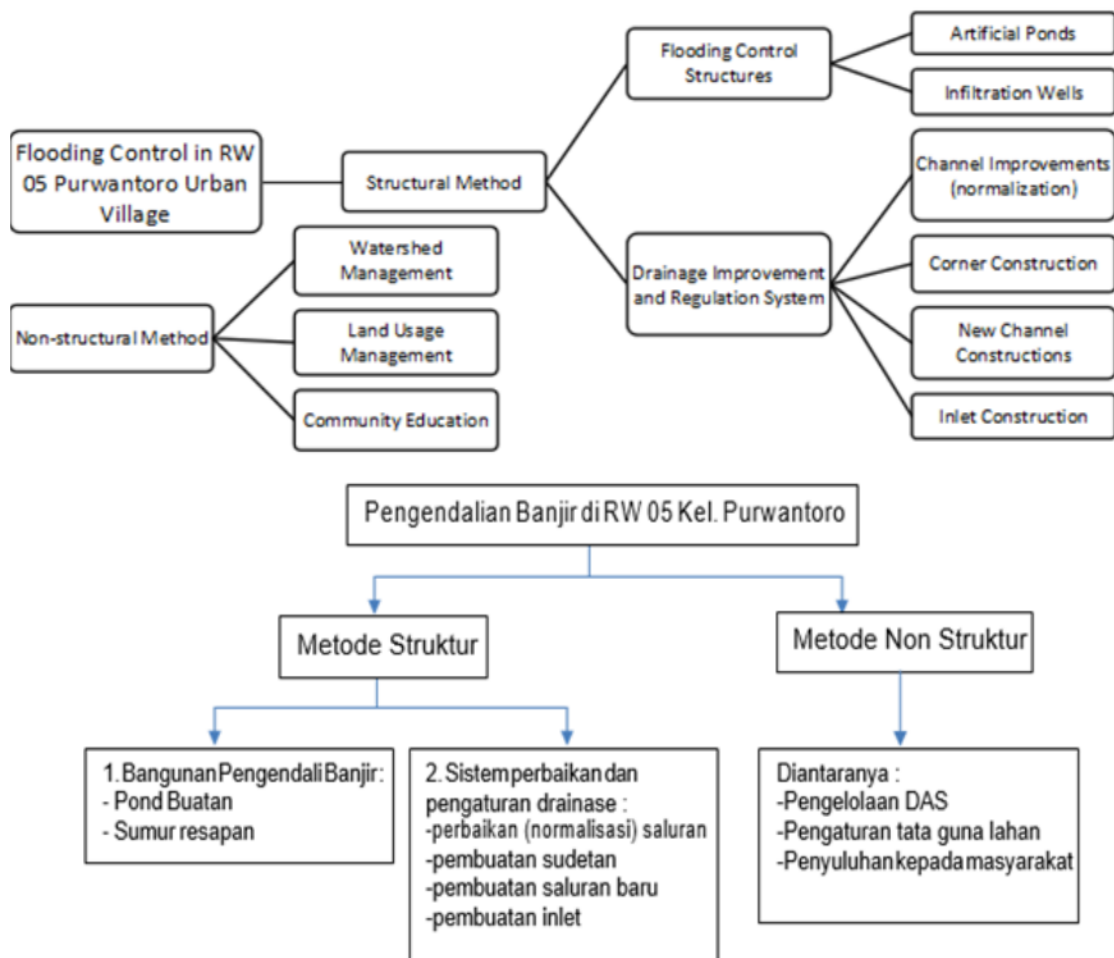 Flooding Control in RW
05 Purwantoro Urban
Village
Structural Method
Flooding Control
Structures
Artificial Ponds
Infiltration Wells
Drainage Improvement
and Regulation System
Channel Improvements
(normalization)
Corner Construction
New Channel
Constructions
Inlet Construction
Non-structural Method
Watershed
Management
Land Usage
Management
Community Education
Pengendalian Banjir di RW 05 Kel. Purwantoro
Metode Struktur
Metode Non Struktur
1. Bangunan Pengendali Banjir:
- Pond Buatan
- Sumur resapan
2. Sistem perbaikan dan
pengaturan drainase :
-perbaikan (normalisasi) saluran
-pembuatan sudetan
-pembuatan saluran baru
-pembuatan inlet
Diantaranya :
-Pengelolaan DAS
-Pengaturan tata guna lahan
-Penyuluhan kepada masyarakat